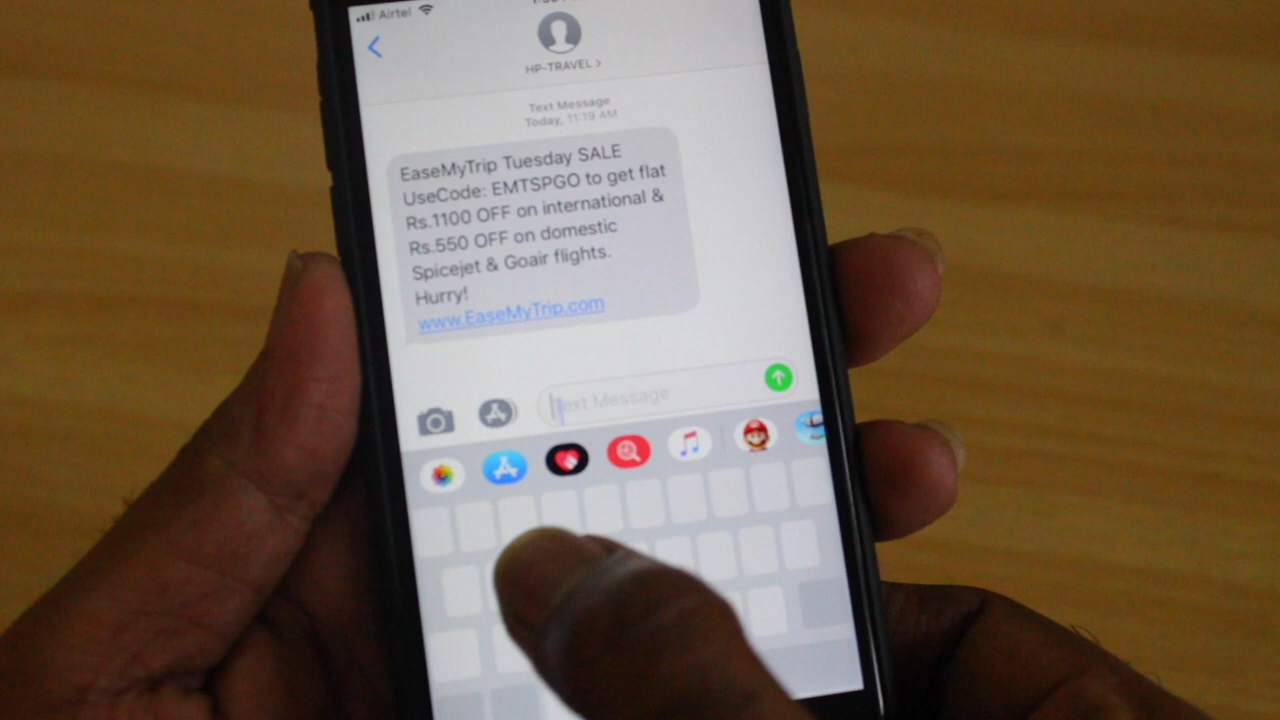 Airtel
HP-TRAVEL >
Text Message
Today, 11:19 AM
EaseMyTrip Tuesday SALE
UseCode: EMTSPGO to get flat
Rs.1100 OFF on international &
Rs.550 OFF on domestic
Spicejet & Goair flights.
Hurry!
www.EaseMyTrip.com
Text Message